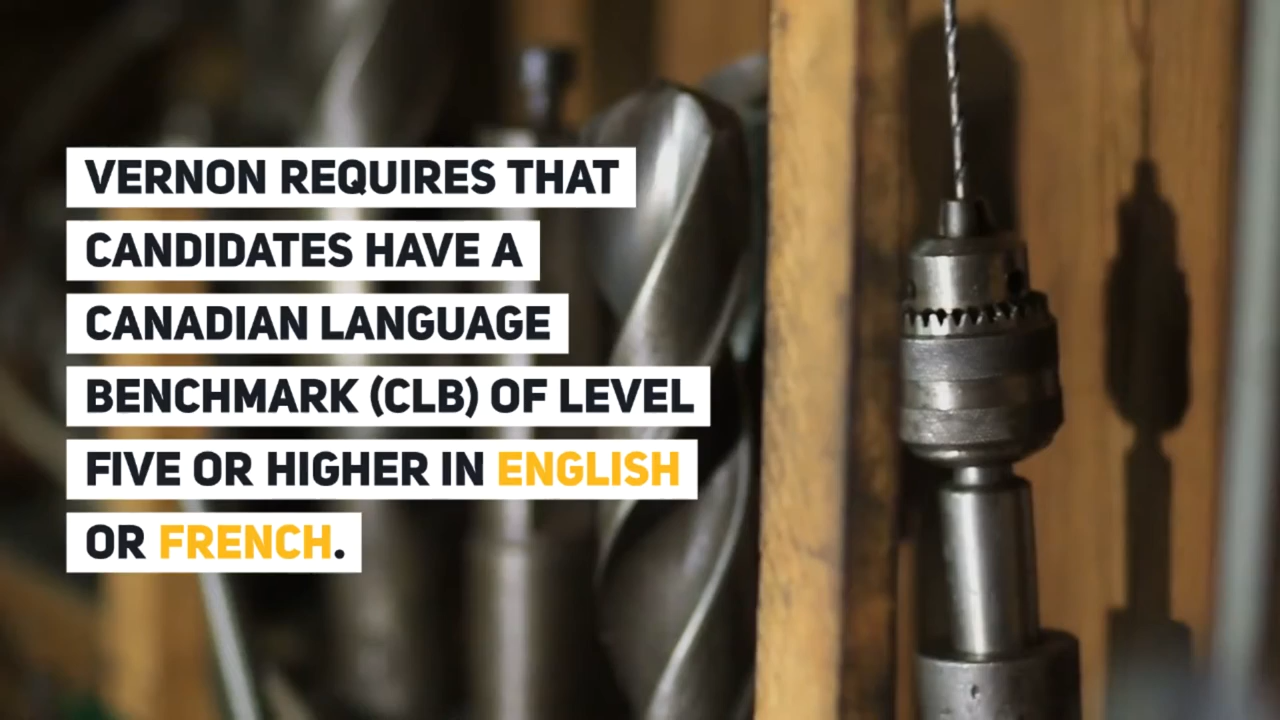 VERNON REQUIRES THAT
CANDIDATES HAVE A
CANADIAN LANGUAGE
BENCHMARK (CLB) OF LEVEL
FIVE OR HIGHER IN ENGLISH
OR FRENCH.